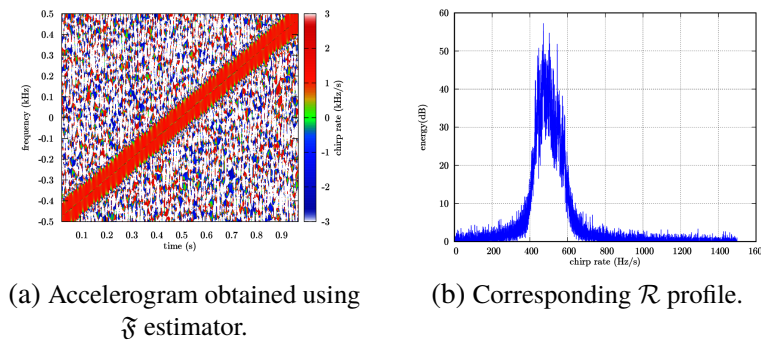 0.5
0.4
0.3
0.2
0.1
0
-0.1
-0.2
-0.3
-0.4
-0.5
frequency (kHz)
0.1 0.2 0.3 0.4 0.5 0.6 0.7 0.8 0.9
time (s)
3
2
1
0
-1
-2
-3
chirp rate (kHz/s)
(a) Accelerogram obtained using
𝔉 estimator.
60
50
40
30
20
10
0
energy(dB)
0 200 400 600 800 1000 1200 1400 1600
chirp rate (Hz/s)
(b) Corresponding ℛ profile.